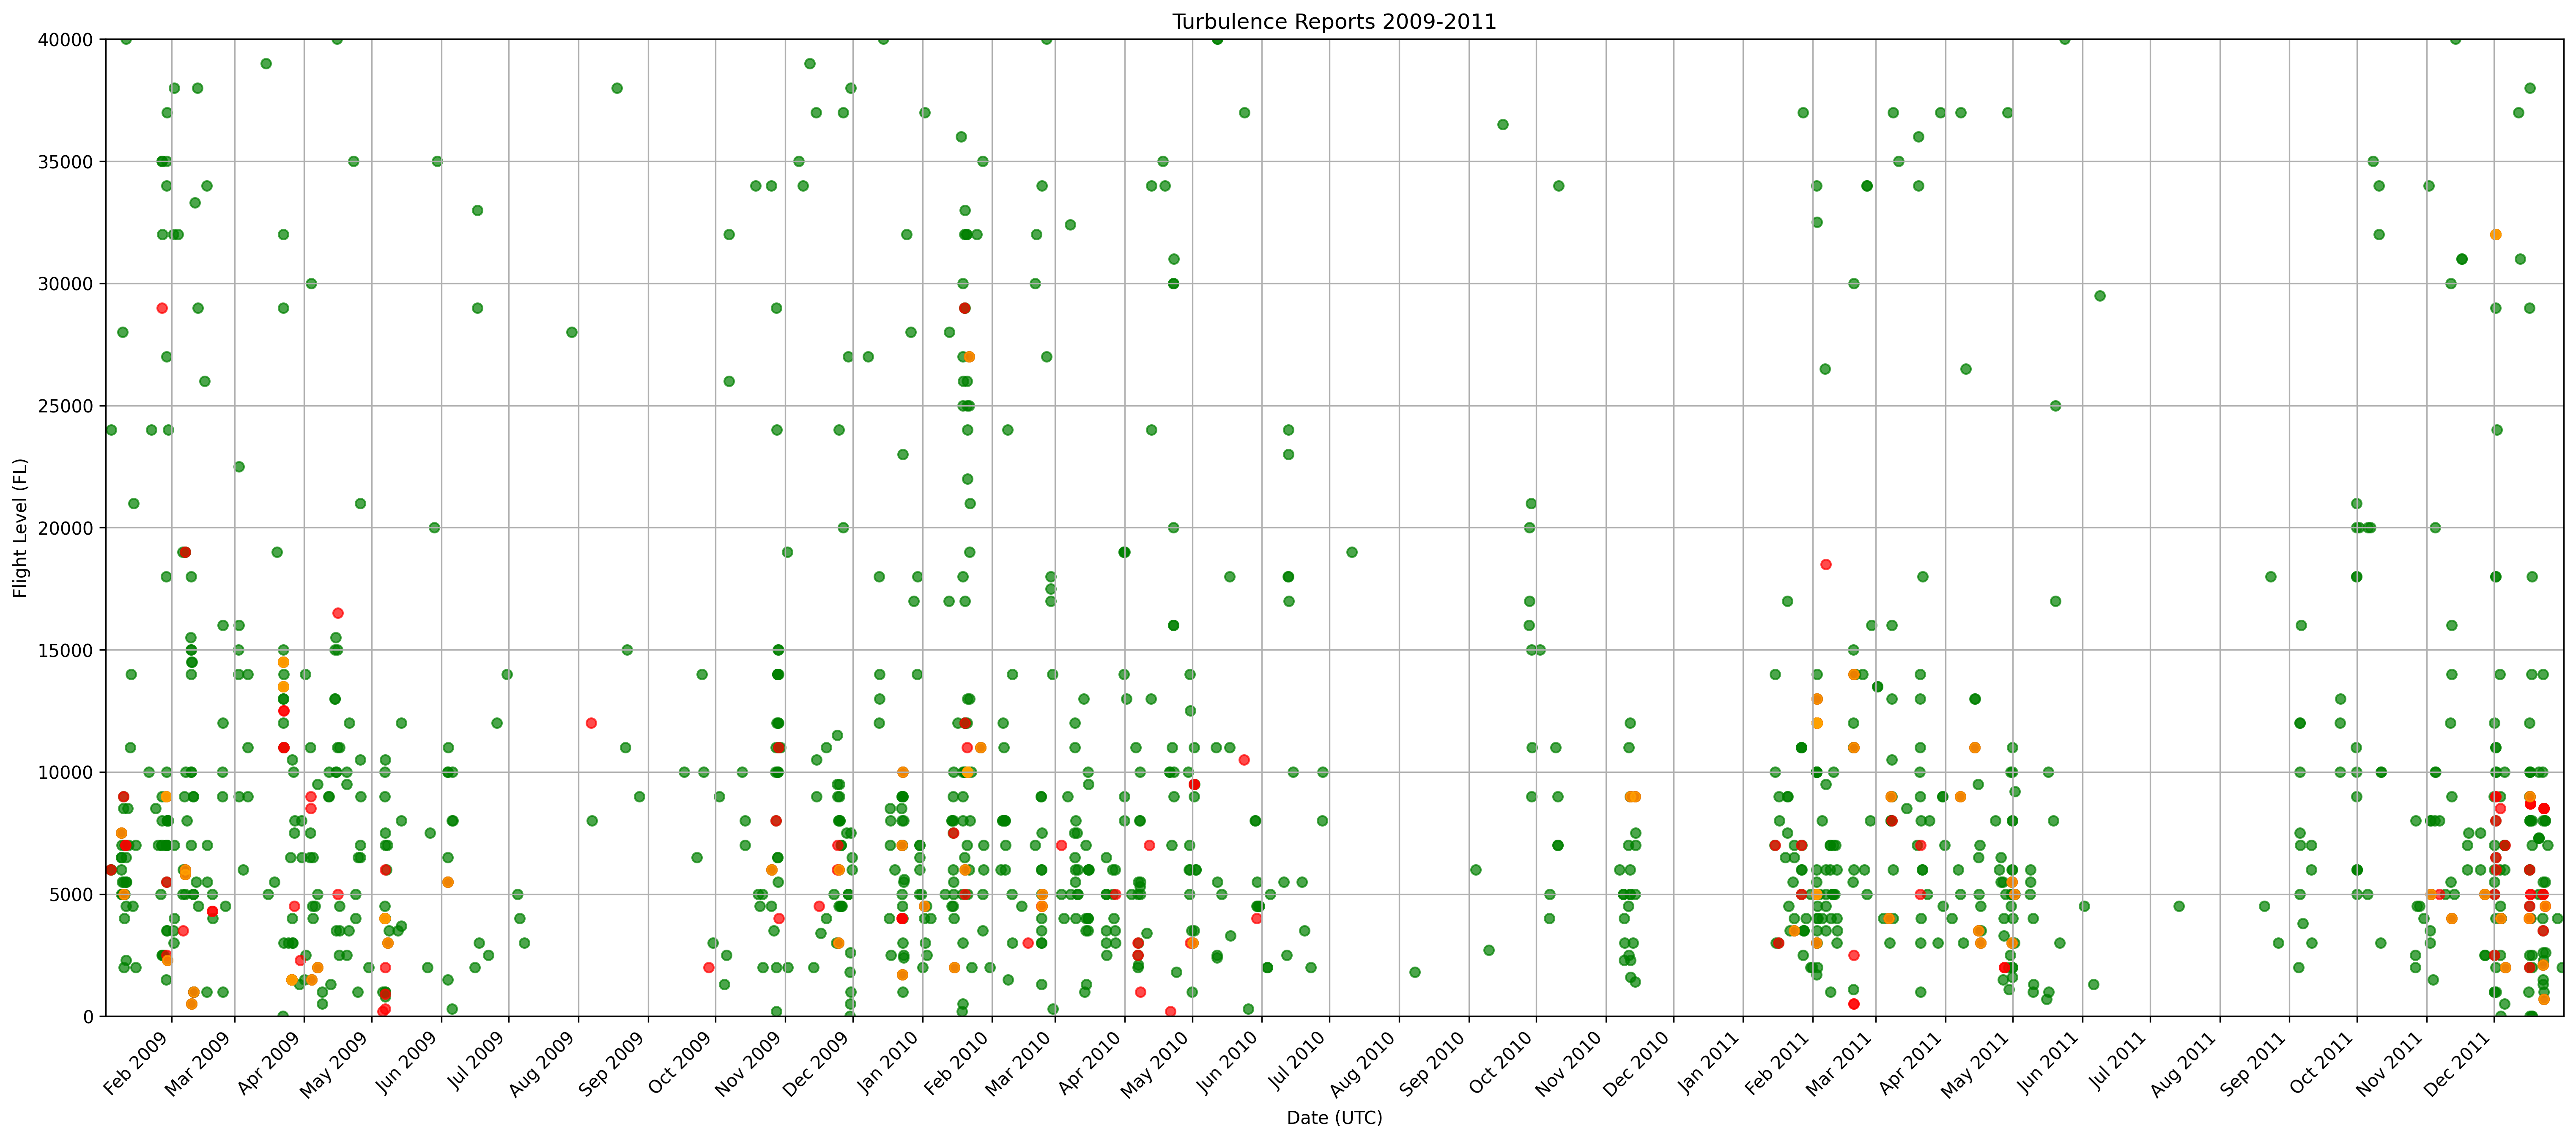 Turbulence Reports 2009-2011
Flight Level (FL)
40000
35000
30000
25000
20000
15000
10000
5000
0
Feb 2009
Mar 2009
Apr 2009
May 2009
Jun 2009
Jul 2009
Aug 2009
Sep 2009
Oct 2009
Nov 2009
Dec 2009
Jan 2010
Feb 2010
Mar 2010
Apr 2010
May 2010
Jun 2010
Jul 2010
Aug 2010
Sep 2010
Oct 2010
Nov 2010
Dec 2010
Jan 2011
Feb 2011
Mar 2011
Apr 2011
May 2011
Jun 2011
Jul 2011
Aug 2011
Sep 2011
Oct 2011
Nov 2011
Dec 2011
Date (UTC)